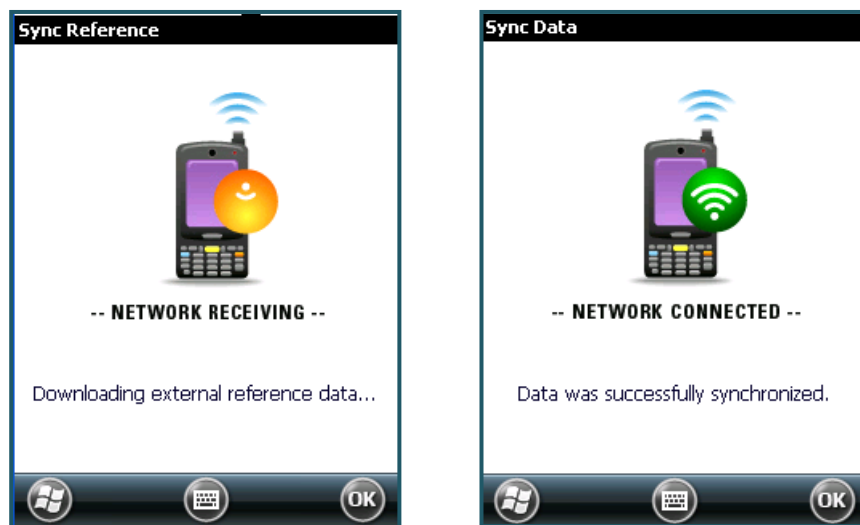 Sync Reference
-- NETWORK RECEIVING --
Downloading external reference data...
OK
Sync Data
-- NETWORK CONNECTED --
Data was successfully synchronized.
OK